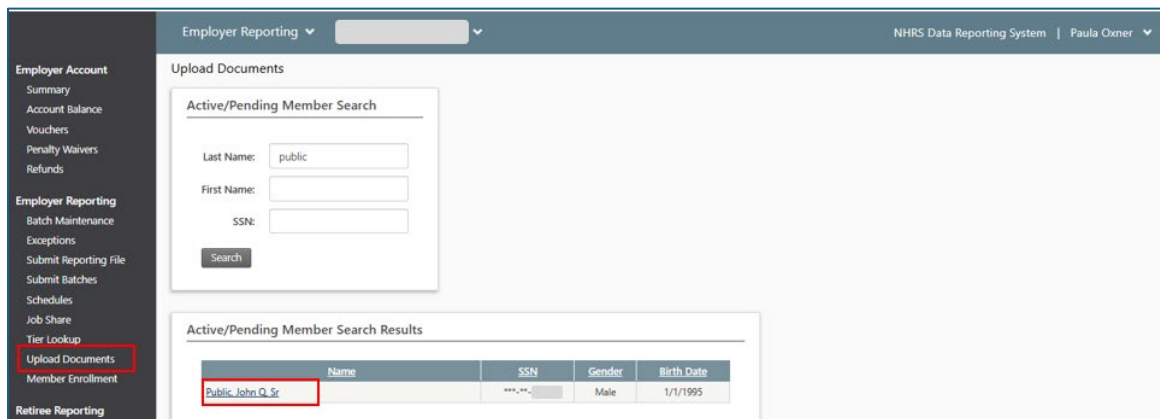 Employer Reporting
NHRS Data Reporting System | Paula Oxner
Employer Account
Summary
Account Balance
Vouchers
Penalty Waivers
Refunds
Employer Reporting
Batch Maintenance
Exceptions
Submit Reporting File
Submit Batches
Schedules
Job Share
Tier Lookup
Upload Documents
Member Enrollment
Retiree Reporting
Upload Documents
Active/Pending Member Search
Last Name: public
First Name:
SSN:
Search
Active/Pending Member Search Results
Name SSN Gender Birth Date
Public, John Q. Sr ***-**- Male 1/1/1995